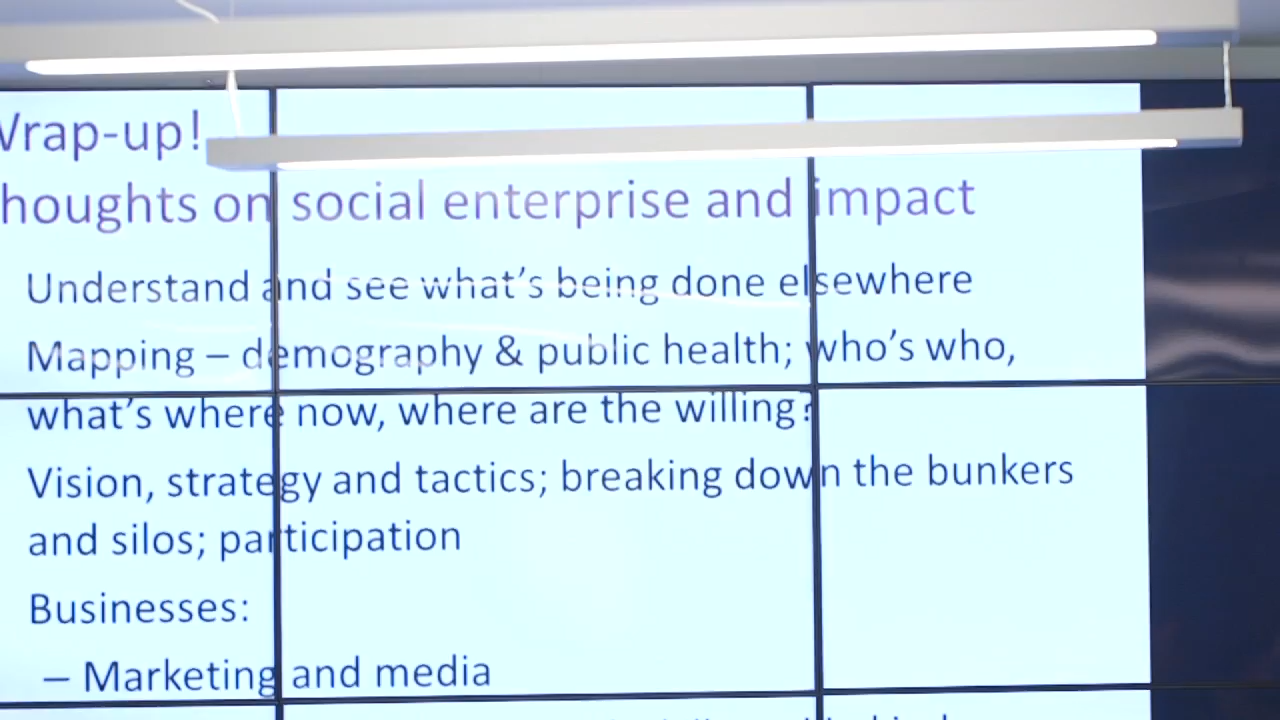 Wrap-up!
houghts on social enterprise and impact
Understand and see what's being done elsewhere
Mapping – demography & public health; who's who,
what's where now, where are the willing?
Vision, strategy and tactics; breaking down the bunkers
and silos; participation
Businesses:
– Marketing and media